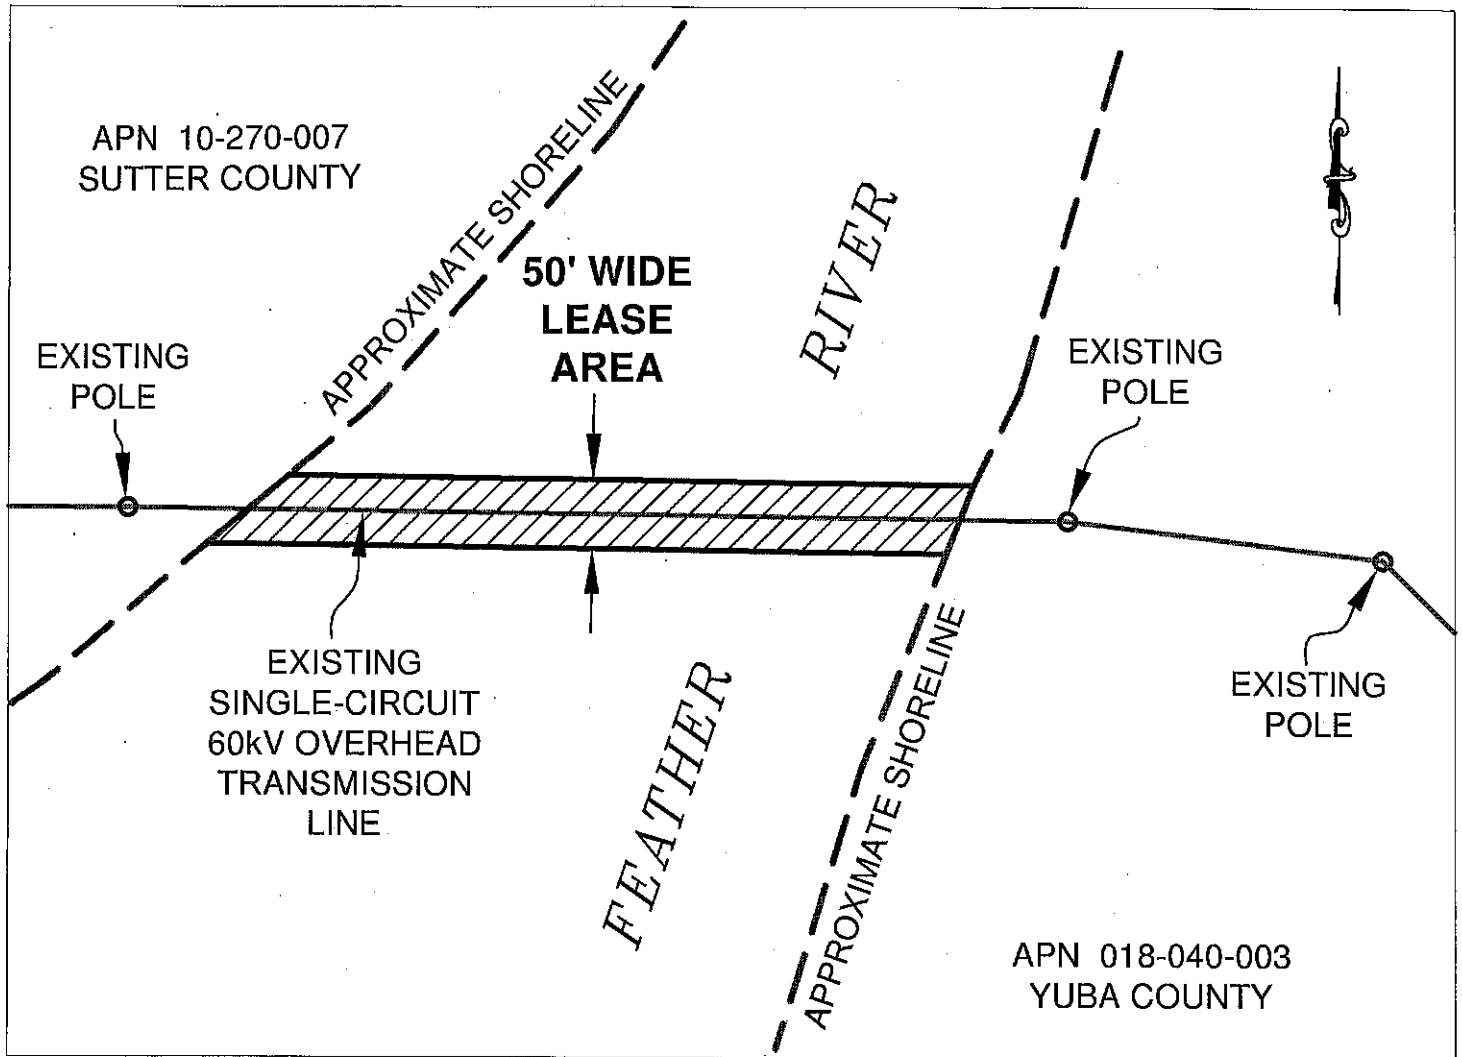 APN 10-270-007
SUTTER COUNTY
APPROXIMATE SHORELINE
50' WIDE
LEASE
AREA
RIVER
EXISTING
POLE
EXISTING
POLE
EXISTING
SINGLE-CIRCUIT
60kV OVERHEAD
TRANSMISSION
LINE
FEATHER
APPROXIMATE SHORELINE
EXISTING
POLE
APN 018-040-003
YUBA COUNTY